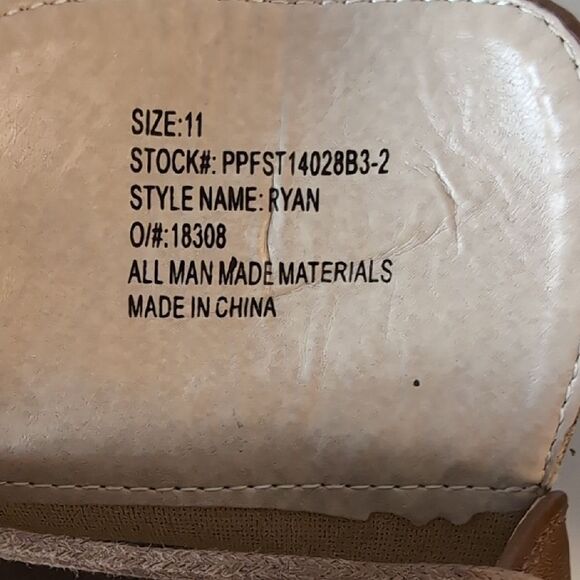 SIZE:11
STOCK#: PPFST14028B3-2
STYLE NAME: RYAN
O/#:18308
ALL MAN MADE MATERIALS
MADE IN CHINA